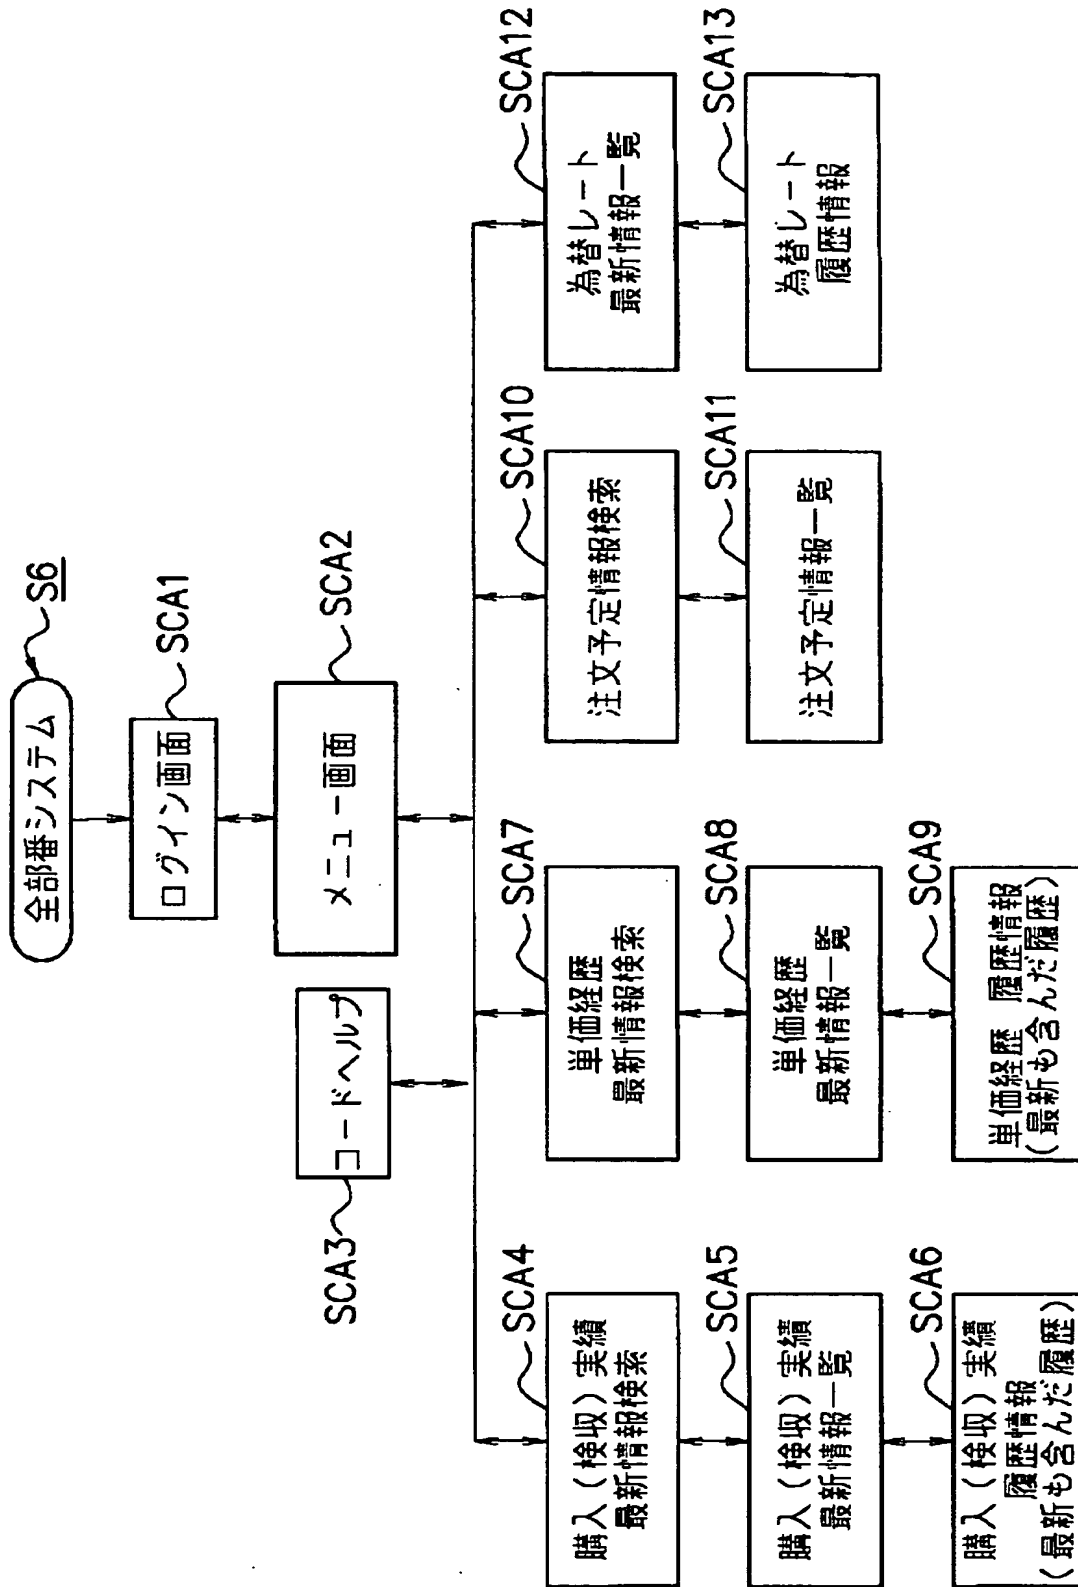 全部番システム
S6
ログイン画面
SCA1
メニュー画面
SCA2
コードヘルプ
SCA3
購入(検収)実績
最新情報検索
SCA4
購入(検収)実績
最新情報一覧
SCA5
購入(検収)実績
履歴情報
(最新も含んだ履歴)
SCA6
単価経歴
最新情報検索
SCA7
単価経歴
最新情報一覧
SCA8
単価経歴 履歴情報
(最新も含んだ履歴)
SCA9
注文予定情報検索
SCA10
注文予定情報一覧
SCA11
為替レート
最新情報一覧
SCA12
為替レート
履歴情報
SCA13